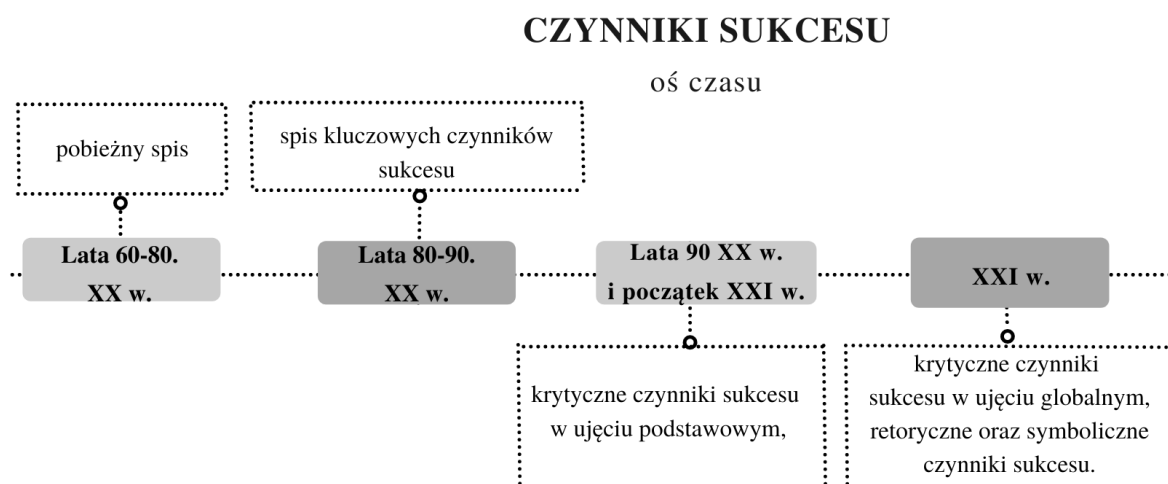 CZYNNIKI SUKCESU
oś czasu
pobieżny spis
spis kluczowych czynników
sukcesu
Lata 60-80.
XX w.
Lata 80-90.
XX w.
Lata 90 XX w.
i początek XXI w.
XXI w.
krytyczne czynniki sukcesu
w ujęciu podstawowym,
krytyczne czynniki
sukcesu w ujęciu globalnym,
retoryczne oraz symboliczne
czynniki sukcesu.